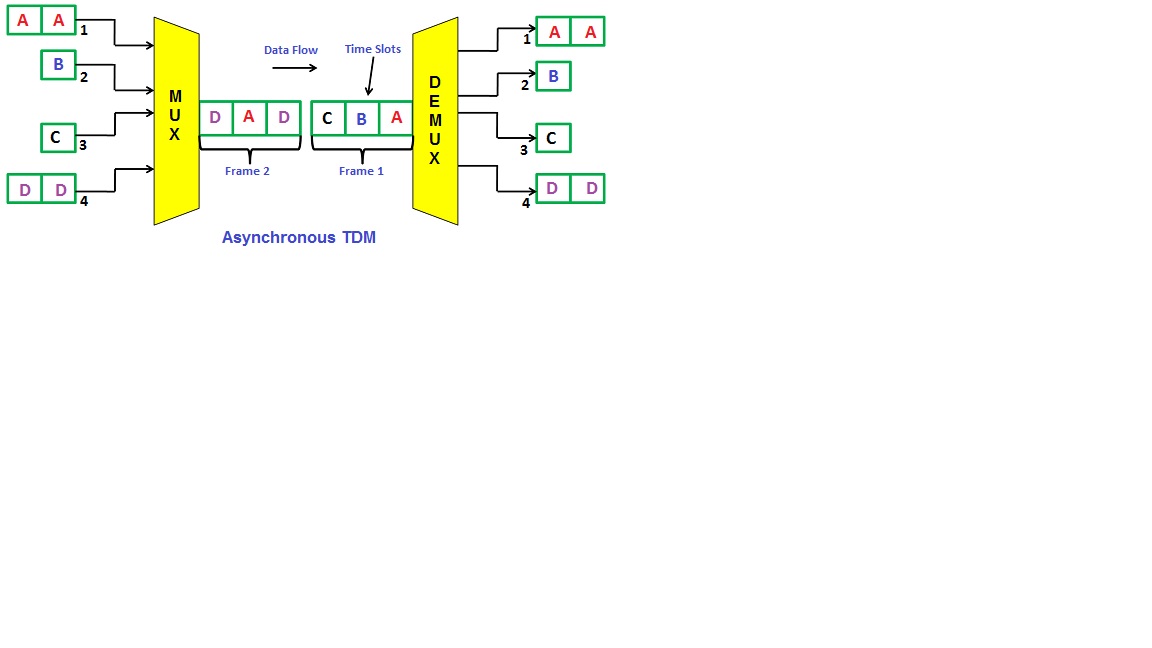 A A
1
B
2
C
3
D D
4
MUX
Data Flow
Time Slots
D A D
C B A
Frame 2
Frame 1
DEMUX
1
A A
2
B
3
C
4
D D
Asynchronous TDM